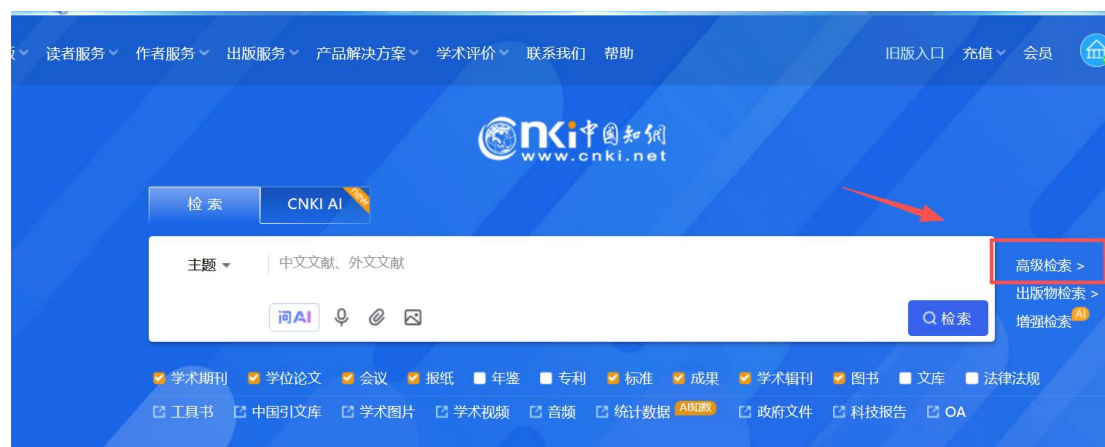 读者服务 作者服务 出版服务 产品解决方案 学术评价 联系我们 帮助 旧版入口 充值 会员
Cnki中国知网
www.cnki.net
检索 CNKI AI new
主题 中文文献、外文文献
高级检索 >
出版物检索 >
问AI 检索 增强检索 AI
学术期刊 学位论文 会议 报纸 年鉴 专利 标准 成果 学术辑刊 图书 文库 法律法规
工具书 中国引文库 学术图片 学术视频 音频 统计数据 AI知数 政府文件 科技报告 OA